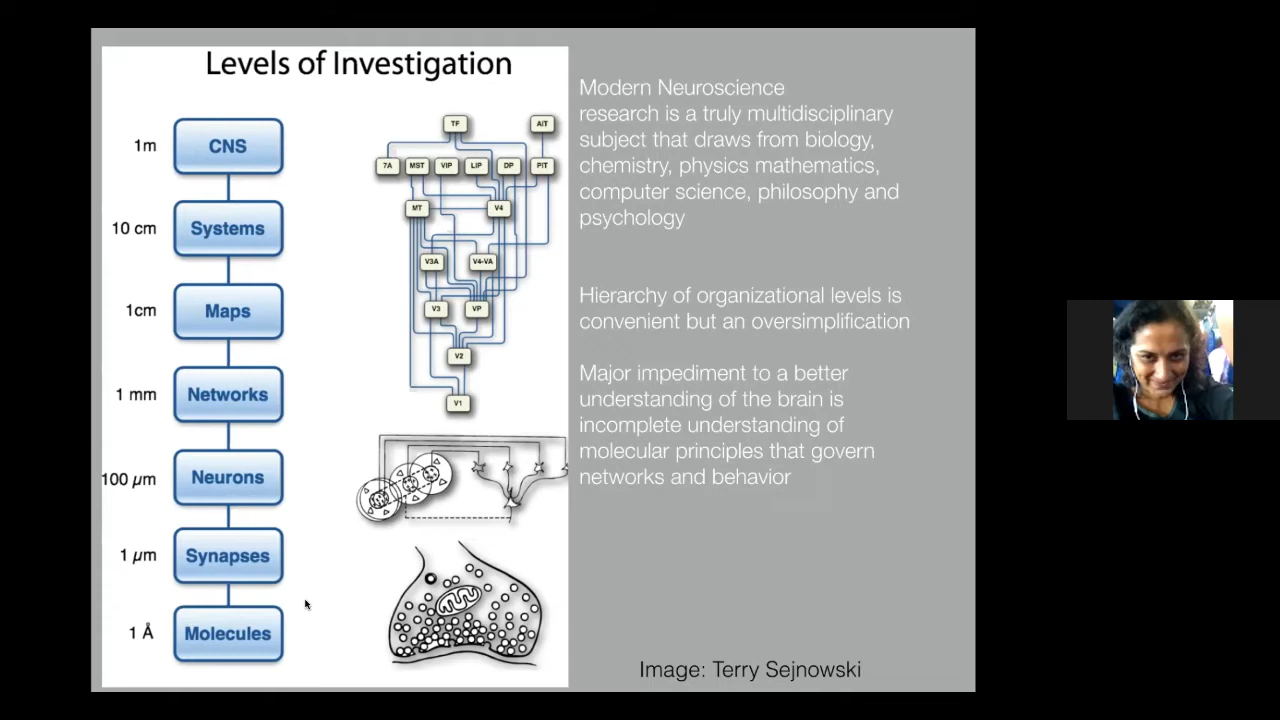 Levels of Investigation
1m
CNS
10 cm
Systems
1cm
Maps
1 mm
Networks
100 µm
Neurons
1 µm
Synapses
1 Å
Molecules
TF
AIT
7A
MST
VIP
LIP
DP
PIT
MT
V4
V3A
V4-VA
V3
VP
V2
V1
Modern Neuroscience
research is a truly multidisciplinary
subject that draws from biology,
chemistry, physics mathematics,
computer science, philosophy and
psychology
Hierarchy of organizational levels is
convenient but an oversimplification
Major impediment to a better
understanding of the brain is
incomplete understanding of
molecular principles that govern
networks and behavior
Image: Terry Sejnowski